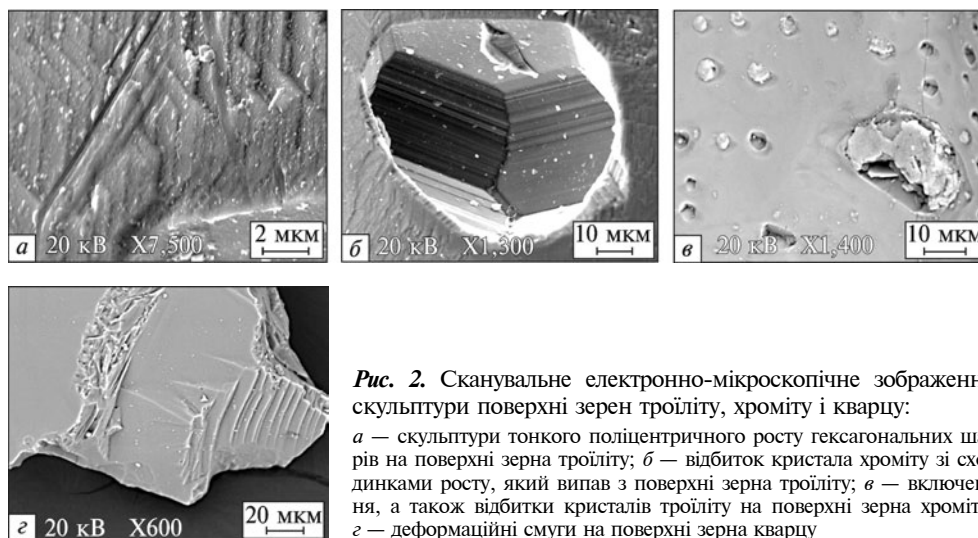 а 20 кВ X7,500 2 мкм
б 20 кВ X1,300 10 мкм
в 20 кВ X1,400 10 мкм
г 20 кВ X600 20 мкм
Рис. 2. Сканувальне електронно-мікроскопічне зображенн
скульптури поверхні зерен троїліту, хроміту і кварцу:
а — скульптури тонкого поліцентричного росту гексагональних ша
рів на поверхні зерна троїліту; б — відбиток кристала хроміту зі схо
динками росту, який випав з поверхні зерна троїліту; в — включен
ня, а також відбитки кристалів троїліту на поверхні зерна хроміт
г — деформаційні смуги на поверхні зерна кварцу